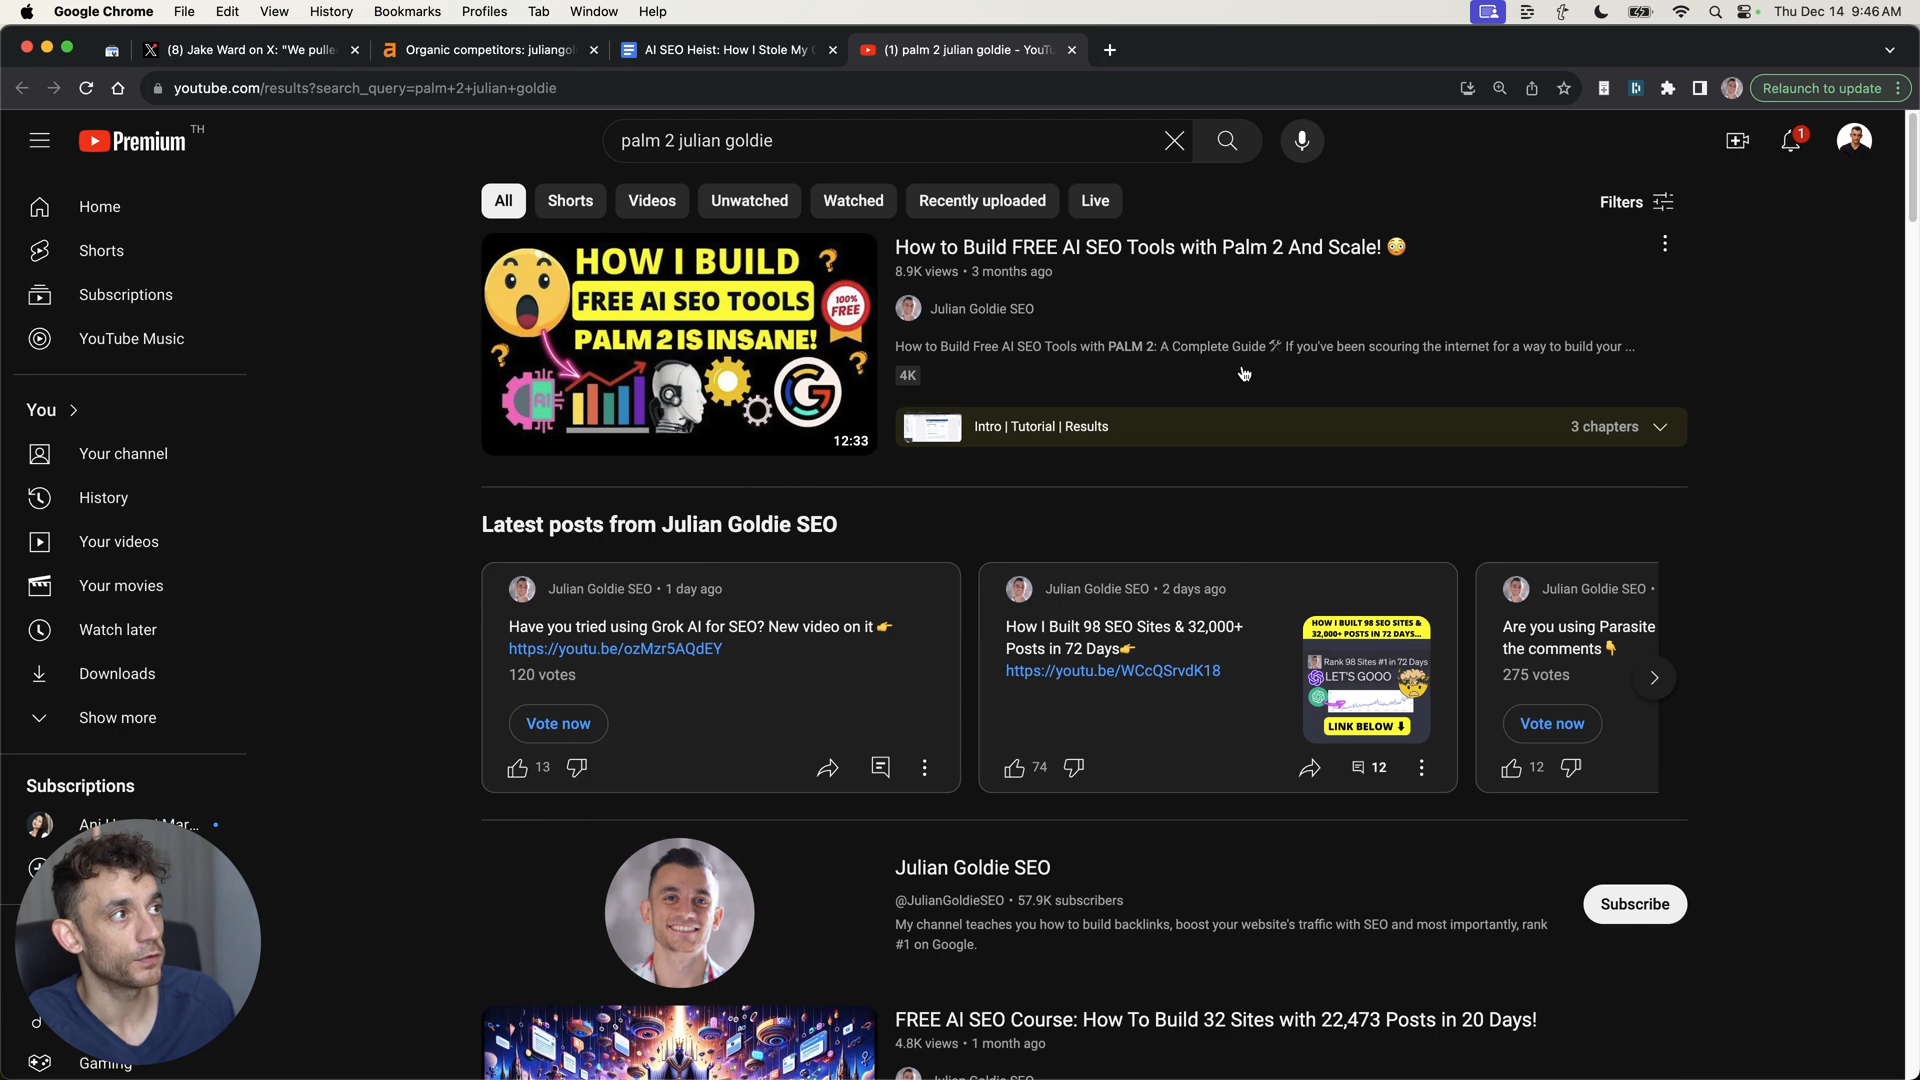 Google Chrome File Edit View History Bookmarks Profiles Tab Window Help
Thu Dec 14 9:46 AM
(8) Jake Ward on X: "We pulle
Organic competitors: juliangol
AI SEO Heist: How I Stole My
(1) palm 2 julian goldie - YouTu
youtube.com/results?search_query=palm+2+julian+goldie
Relaunch to update
Premium
TH
palm 2 julian goldie
1
All
Shorts
Videos
Unwatched
Watched
Recently uploaded
Live
Filters
Home
Shorts
Subscriptions
YouTube Music
You
Your channel
History
Your videos
Your movies
Watch later
Downloads
Show more
Subscriptions
Gaming
HOW I BUILD
FREE AI SEO TOOLS
PALM 2 IS INSANE!
100%
FREE
AI
12:33
How to Build FREE AI SEO Tools with Palm 2 And Scale! 😳
8.9K views • 3 months ago
Julian Goldie SEO
How to Build Free AI SEO Tools with PALM 2: A Complete Guide 🛠 If you've been scouring the internet for a way to build your ...
4K
Intro | Tutorial | Results
3 chapters
Latest posts from Julian Goldie SEO
Julian Goldie SEO • 1 day ago
Have you tried using Grok AI for SEO? New video on it 👉
https://youtu.be/ozMzr5AQdEY
120 votes
Vote now
13
Julian Goldie SEO • 2 days ago
How I Built 98 SEO Sites & 32,000+
Posts in 72 Days👉
https://youtu.be/WCcQSrvdK18
HOW I BUILT 98 SEO SITES &
32,000+ POSTS IN 72 DAYS...
Rank 98 Sites #1 in 72 Days
LET'S GOOO
LINK BELOW ⬇
74
12
Julian Goldie SEO •
Are you using Parasite
the comments👇
275 votes
Vote now
12
Julian Goldie SEO
@JulianGoldieSEO • 57.9K subscribers
My channel teaches you how to build backlinks, boost your website's traffic with SEO and most importantly, rank
#1 on Google.
Subscribe
FREE AI SEO Course: How To Build 32 Sites with 22,473 Posts in 20 Days!
4.8K views • 1 month ago
Julian Goldie SEO